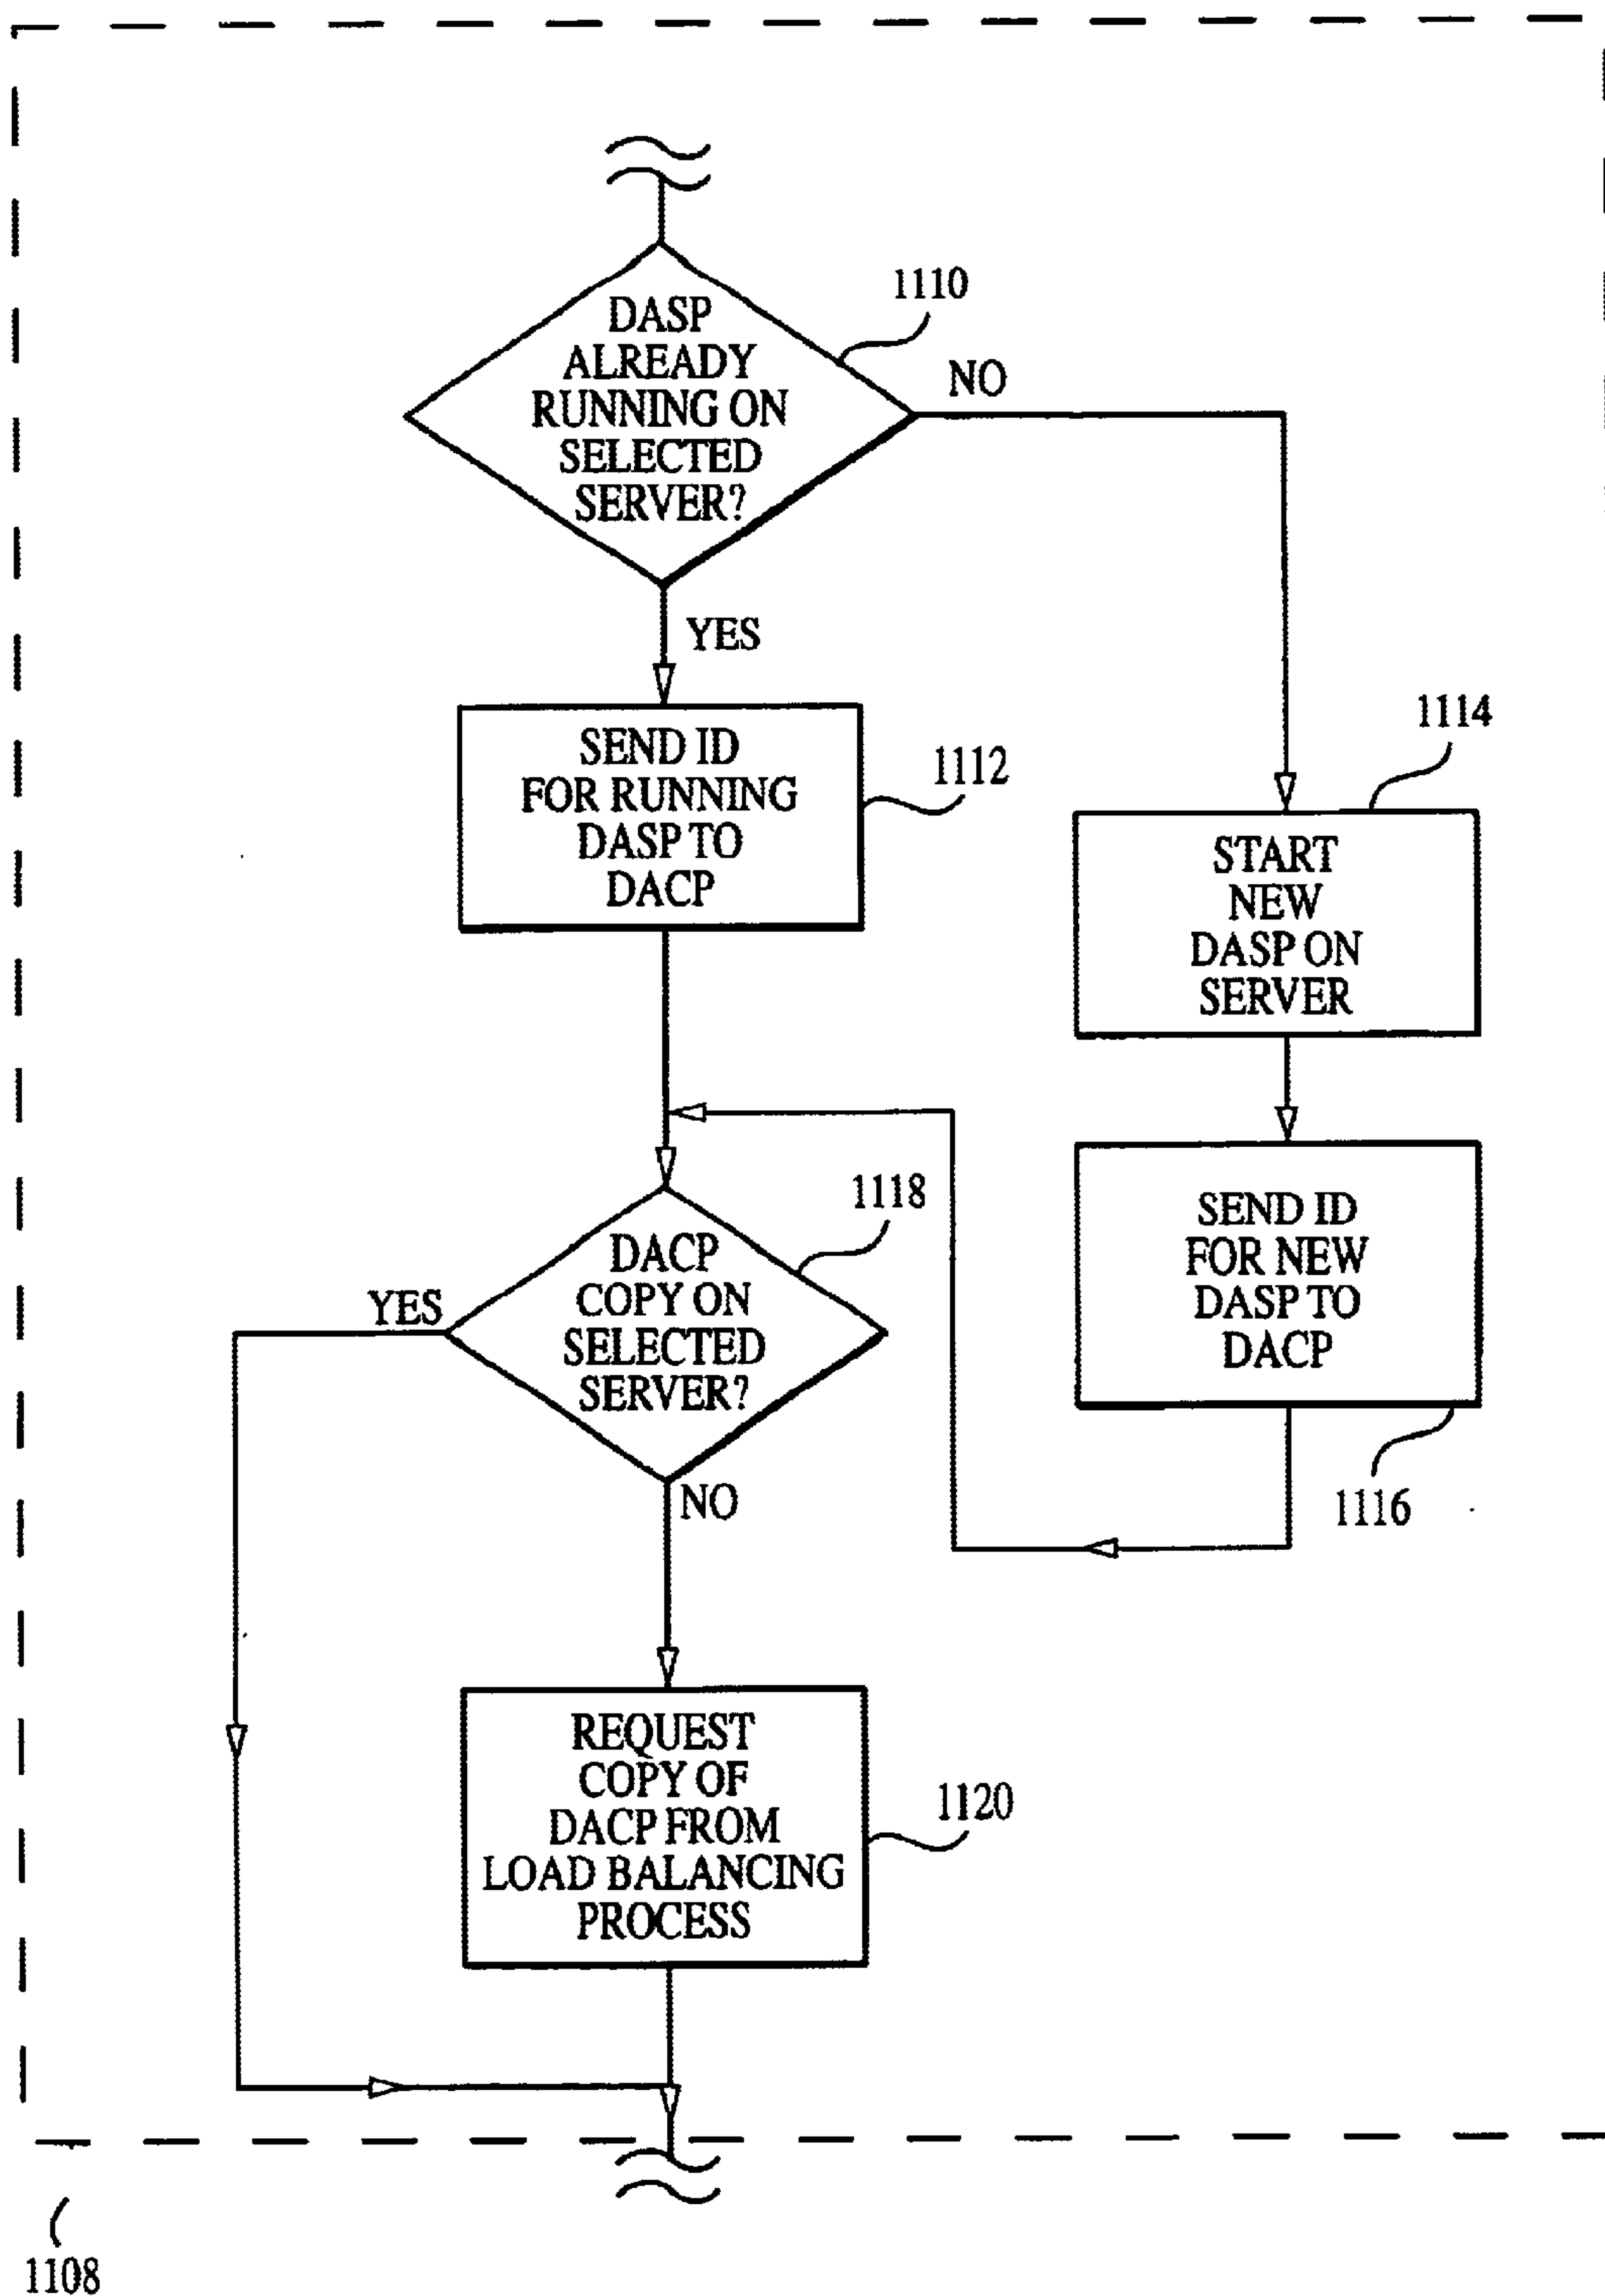 DASP
ALREADY
RUNNING ON
SELECTED
SERVER?
1110
NO
YES
SEND ID
FOR RUNNING
DASP TO
DACP
1112
1114
START
NEW
DASP ON
SERVER
SEND ID
FOR NEW
DASP TO
DACP
1116
1118
DACP
COPY ON
SELECTED
SERVER?
YES
NO
REQUEST
COPY OF
DACP FROM
LOAD BALANCING
PROCESS
1120
1108